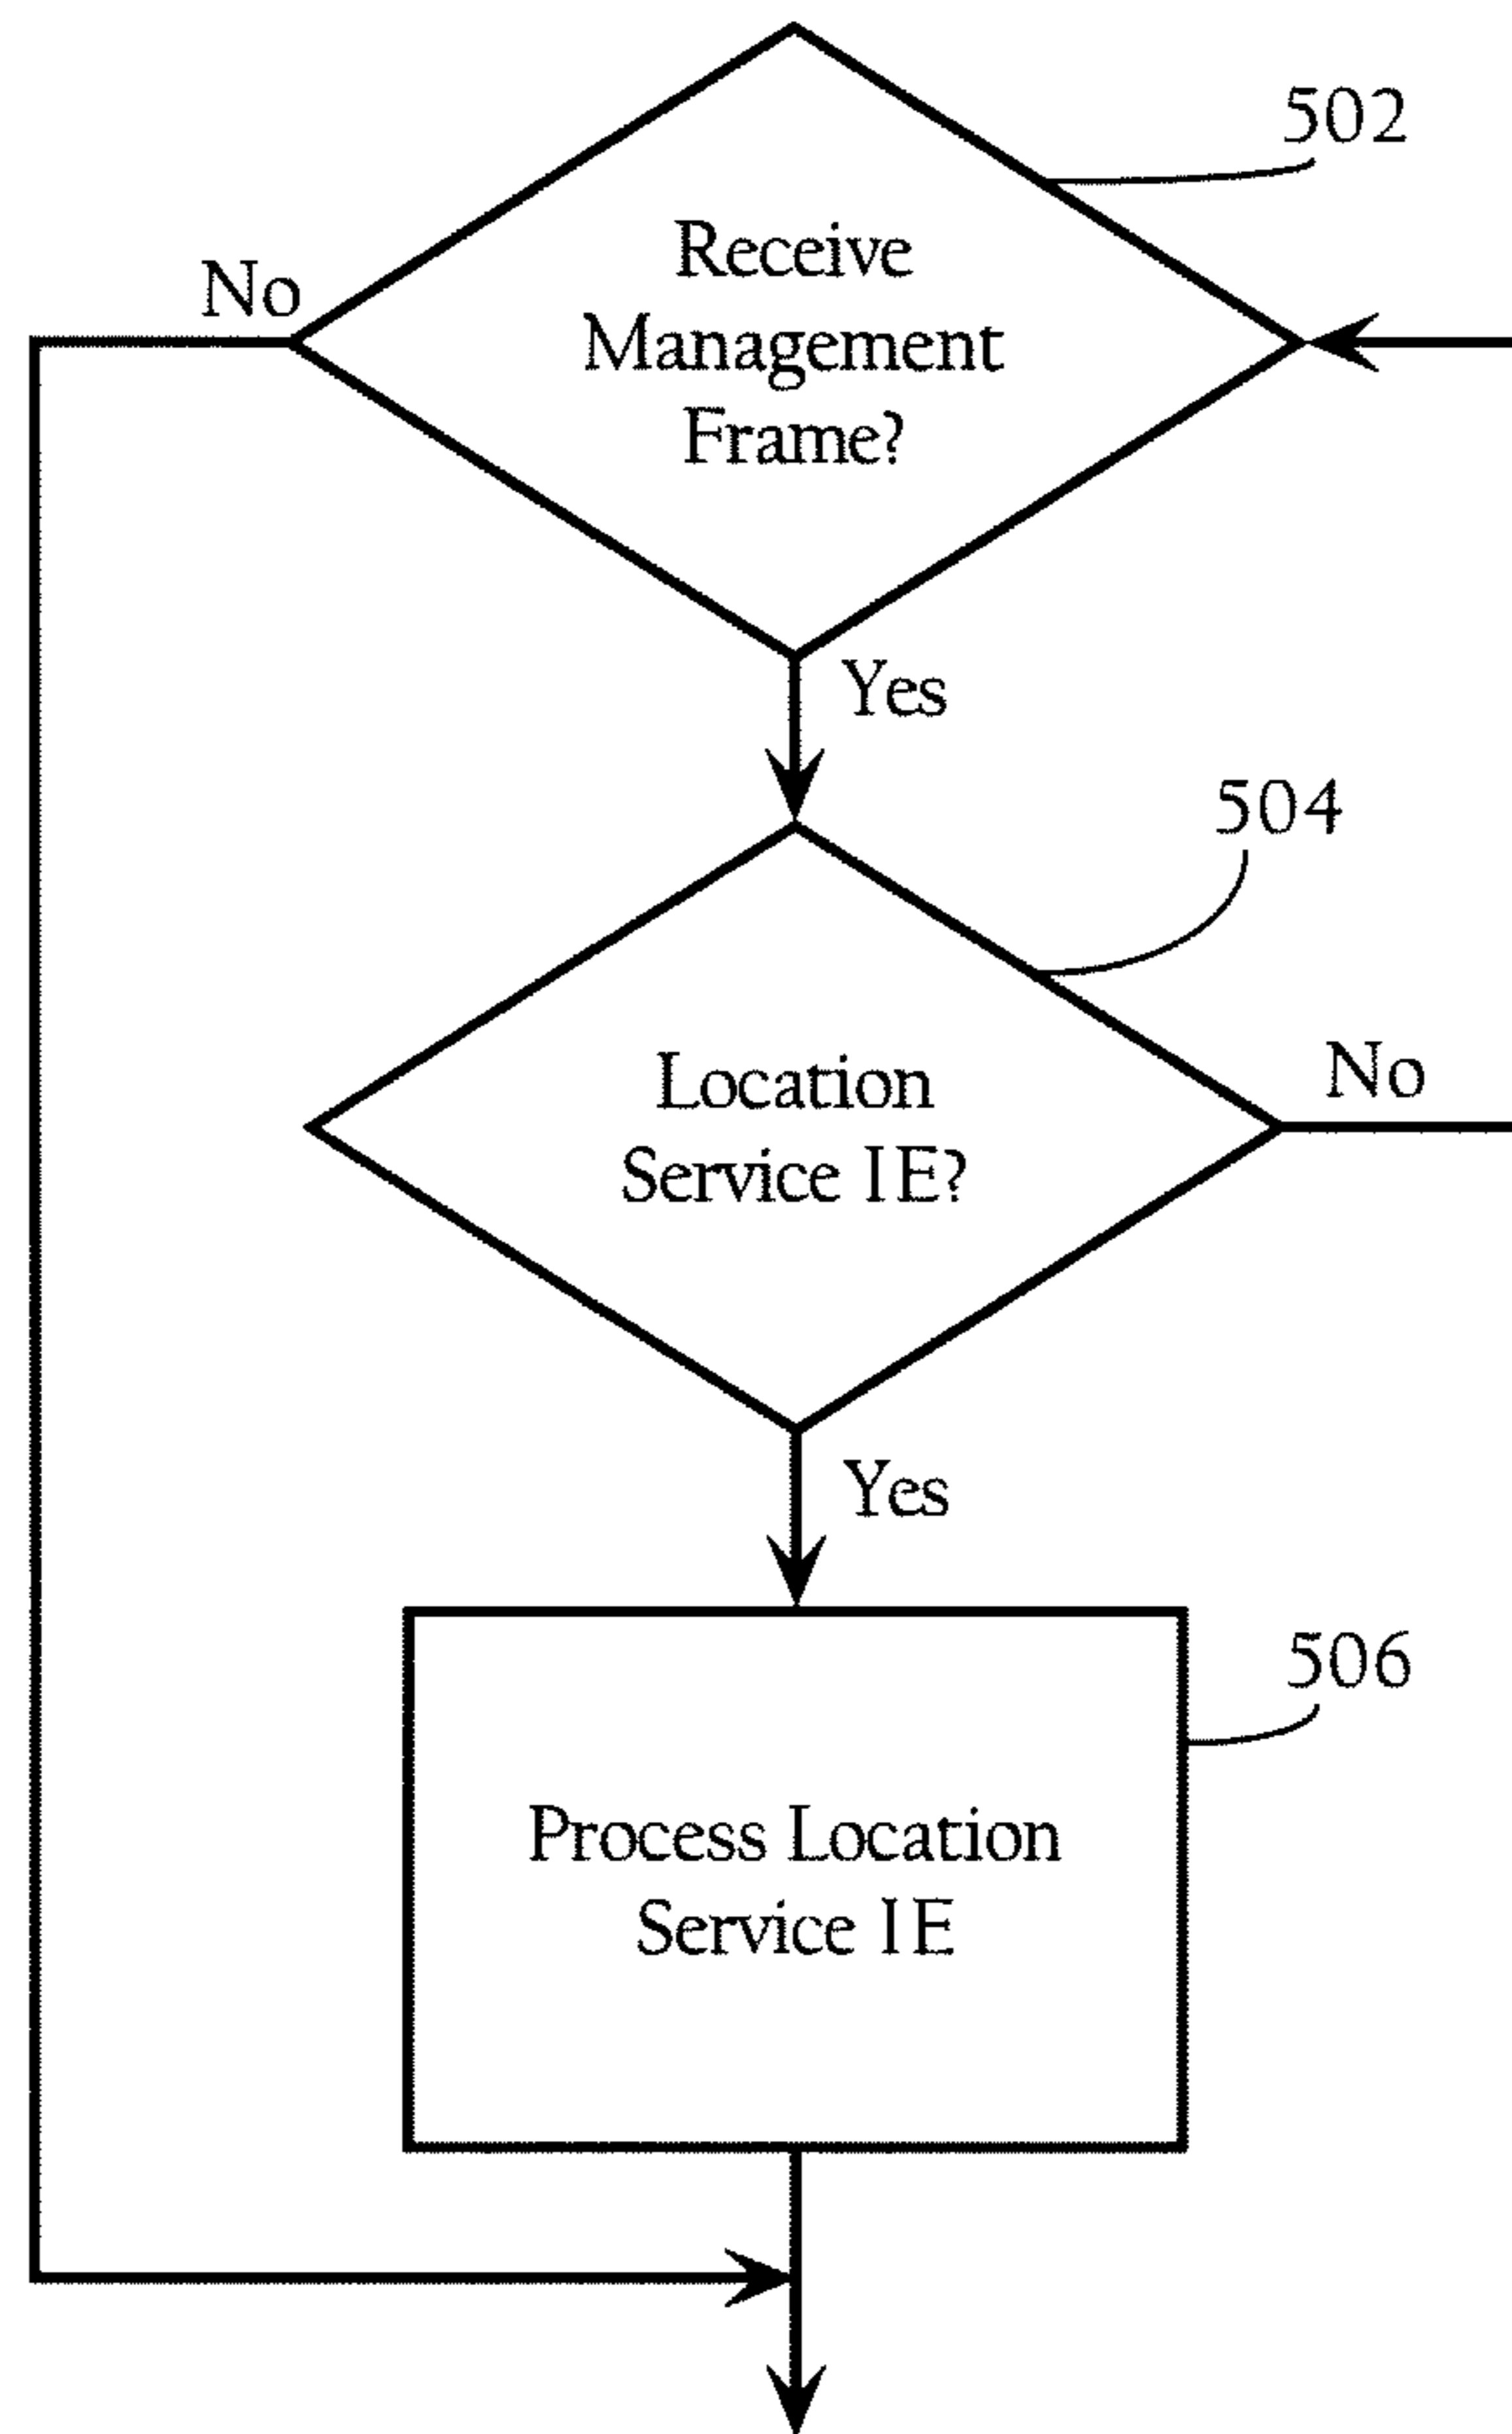 502
Receive
Management
Frame?
No
Yes
504
Location
Service IE?
No
Yes
506
Process Location
Service IE